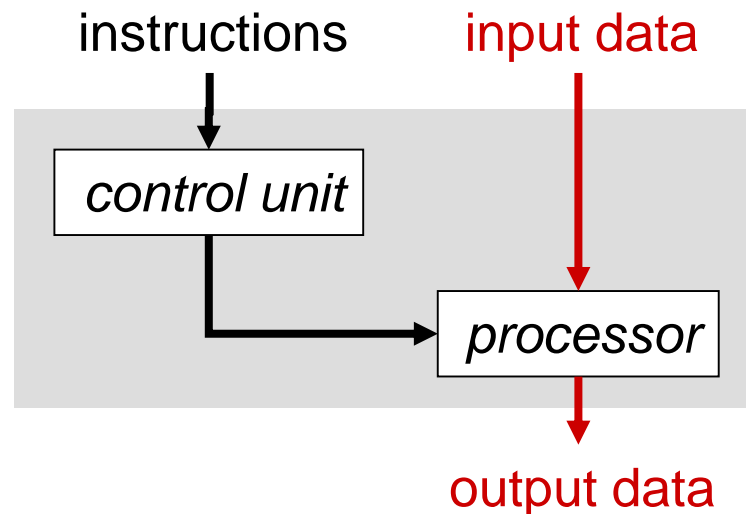 instructions
input data
control unit
processor
output data